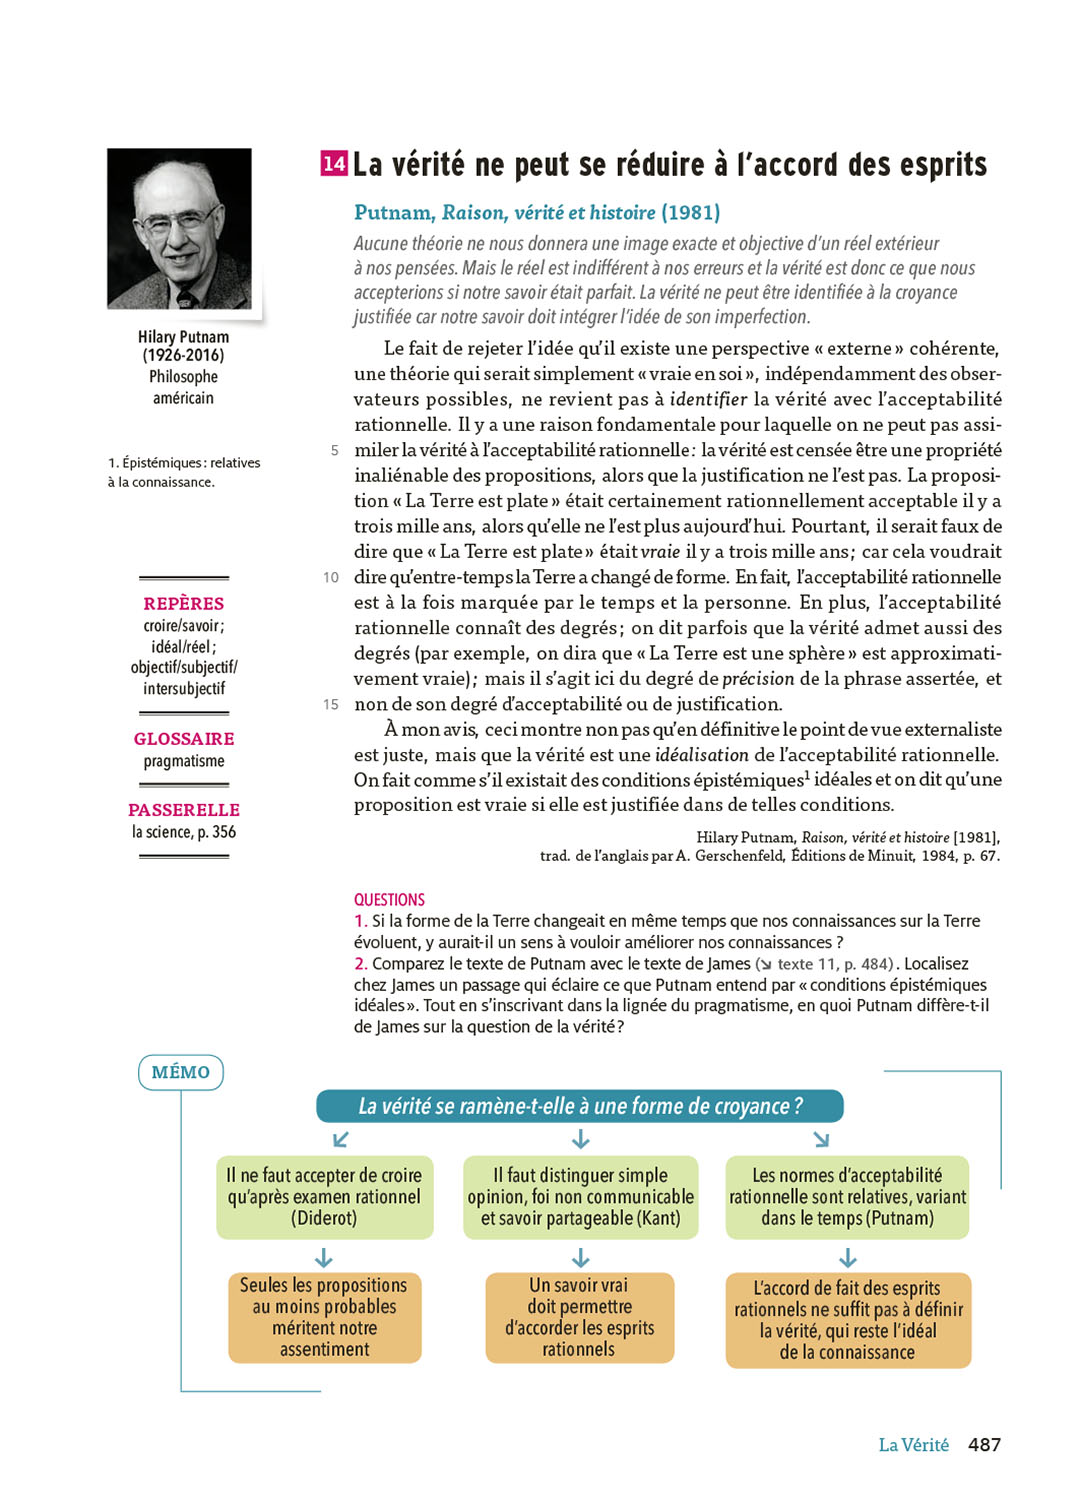 14 La vérité ne peut se réduire à l'accord des esprits
Putnam, Raison, vérité et histoire (1981)
Aucune théorie ne nous donnera une image exacte et objective d'un réel extérieur
à nos pensées. Mais le réel est indifférent à nos erreurs et la vérité est donc ce que nous
accepterions si notre savoir était parfait. La vérité ne peut être identifiée à la croyance
justifiée car notre savoir doit intégrer l'idée de son imperfection.
Hilary Putnam
(1926-2016)
Philosophe
américain
1. Épistémiques : relatives
à la connaissance.
REPÈRES
croire/savoir ;
idéal/réel ;
objectif/subjectif/
intersubjectif
GLOSSAIRE
pragmatisme
PASSERELLE
la science, p. 356
Le fait de rejeter l'idée qu'il existe une perspective « externe » cohérente,
une théorie qui serait simplement « vraie en soi », indépendamment des obser-
vateurs possibles, ne revient pas à identifier la vérité avec l'acceptabilité
rationnelle. Il y a une raison fondamentale pour laquelle on ne peut pas assi-
5 miler la vérité à l'acceptabilité rationnelle : la vérité est censée être une propriété
inaliénable des propositions, alors que la justification ne l'est pas. La proposi-
tion « La Terre est plate » était certainement rationnellement acceptable il y a
trois mille ans, alors qu'elle ne l'est plus aujourd'hui. Pourtant, il serait faux de
dire que « La Terre est plate » était vraie il y a trois mille ans ; car cela voudrait
10 dire qu'entre-temps la Terre a changé de forme. En fait, l'acceptabilité rationnelle
est à la fois marquée par le temps et la personne. En plus, l'acceptabilité
rationnelle connaît des degrés ; on dit parfois que la vérité admet aussi des
degrés (par exemple, on dira que « La Terre est une sphère » est approximati-
vement vraie) ; mais il s'agit ici du degré de précision de la phrase assertée, et
15 non de son degré d'acceptabilité ou de justification.
À mon avis, ceci montre non pas qu'en définitive le point de vue externaliste
est juste, mais que la vérité est une idéalisation de l'acceptabilité rationnelle.
On fait comme s'il existait des conditions épistémiques1 idéales et on dit qu'une
proposition est vraie si elle est justifiée dans de telles conditions.
Hilary Putnam, Raison, vérité et histoire [1981],
trad. de l'anglais par A. Gerschenfeld, Éditions de Minuit, 1984, p. 67.
QUESTIONS
1. Si la forme de la Terre changeait en même temps que nos connaissances sur la Terre
évoluent, y aurait-il un sens à vouloir améliorer nos connaissances ?
2. Comparez le texte de Putnam avec le texte de James (↘ texte 11, p. 484). Localisez
chez James un passage qui éclaire ce que Putnam entend par « conditions épistémiques
idéales ». Tout en s'inscrivant dans la lignée du pragmatisme, en quoi Putnam diffère-t-il
de James sur la question de la vérité ?
MÉMO
La vérité se ramène-t-elle à une forme de croyance ?
Il ne faut accepter de croire
qu'après examen rationnel
(Diderot)
Il faut distinguer simple
opinion, foi non communicable
et savoir partageable (Kant)
Les normes d'acceptabilité
rationnelle sont relatives, variant
dans le temps (Putnam)
Seules les propositions
au moins probables
méritent notre
assentiment
Un savoir vrai
doit permettre
d'accorder les esprits
rationnels
L'accord de fait des esprits
rationnels ne suffit pas à définir
la vérité, qui reste l'idéal
de la connaissance
La Vérité 487